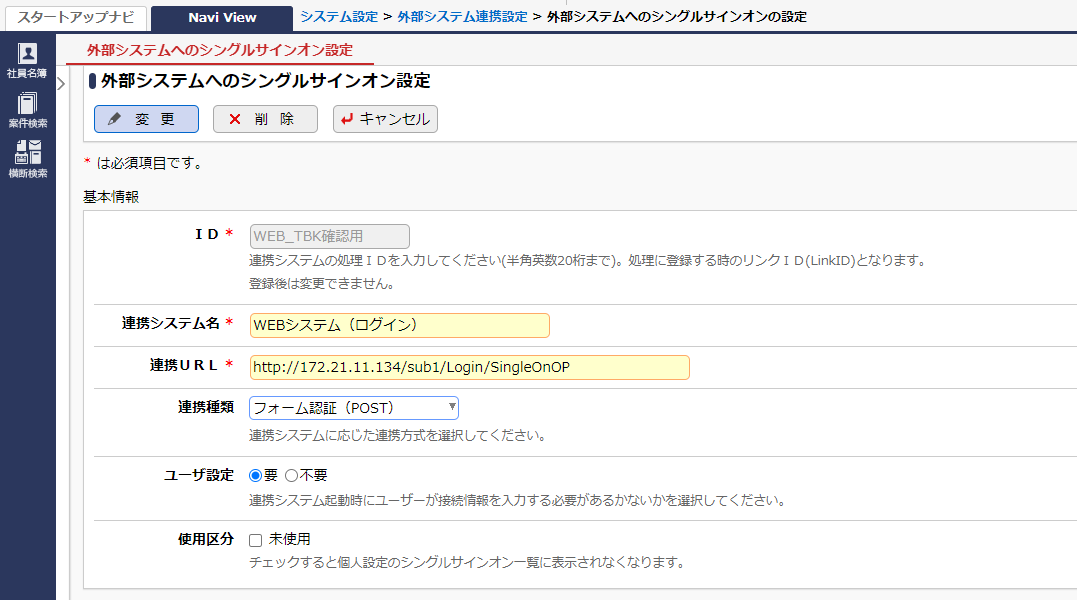 スタートアップナビ Navi View システム設定 > 外部システム連携設定 > 外部システムへのシングルサインオンの設定
外部システムへのシングルサインオン設定
社員名簿
案件検索
横断検索
外部システムへのシングルサインオン設定
変 更 削 除 キャンセル
* は必須項目です。
基本情報
ＩＤ * WEB_TBK確認用
連携システムの処理ＩＤを入力してください(半角英数20桁まで)。処理に登録する時のリンクＩＤ(LinkID)となります。
登録後は変更できません。
連携システム名 * WEBシステム（ログイン）
連携ＵＲＬ * http://172.21.11.134/sub1/Login/SingleOnOP
連携種類 フォーム認証（POST）
連携システムに応じた連携方式を選択してください。
ユーザ設定 要 不要
連携システム起動時にユーザーが接続情報を入力する必要があるかないかを選択してください。
使用区分 未使用
チェックすると個人設定のシングルサインオン一覧に表示されなくなります。